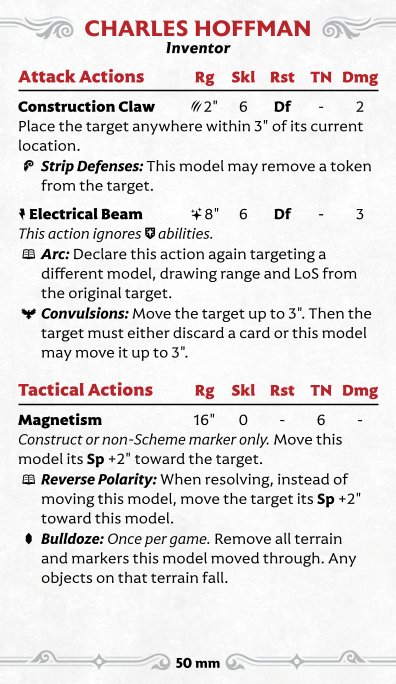 CHARLES HOFFMAN
Inventor
Attack Actions Rg Skl Rst TN Dmg
Construction Claw 2" 6 Df - 2
Place the target anywhere within 3" of its current
location.
Strip Defenses: This model may remove a token
from the target.
Electrical Beam 8" 6 Df - 3
This action ignores abilities.
Arc: Declare this action again targeting a
different model, drawing range and LoS from
the original target.
Convulsions: Move the target up to 3". Then the
target must either discard a card or this model
may move it up to 3".
Tactical Actions Rg Skl Rst TN Dmg
Magnetism 16" 0 - 6 -
Construct or non-Scheme marker only. Move this
model its Sp +2" toward the target.
Reverse Polarity: When resolving, instead of
moving this model, move the target its Sp +2"
toward this model.
Bulldoze: Once per game. Remove all terrain
and markers this model moved through. Any
objects on that terrain fall.
50 mm